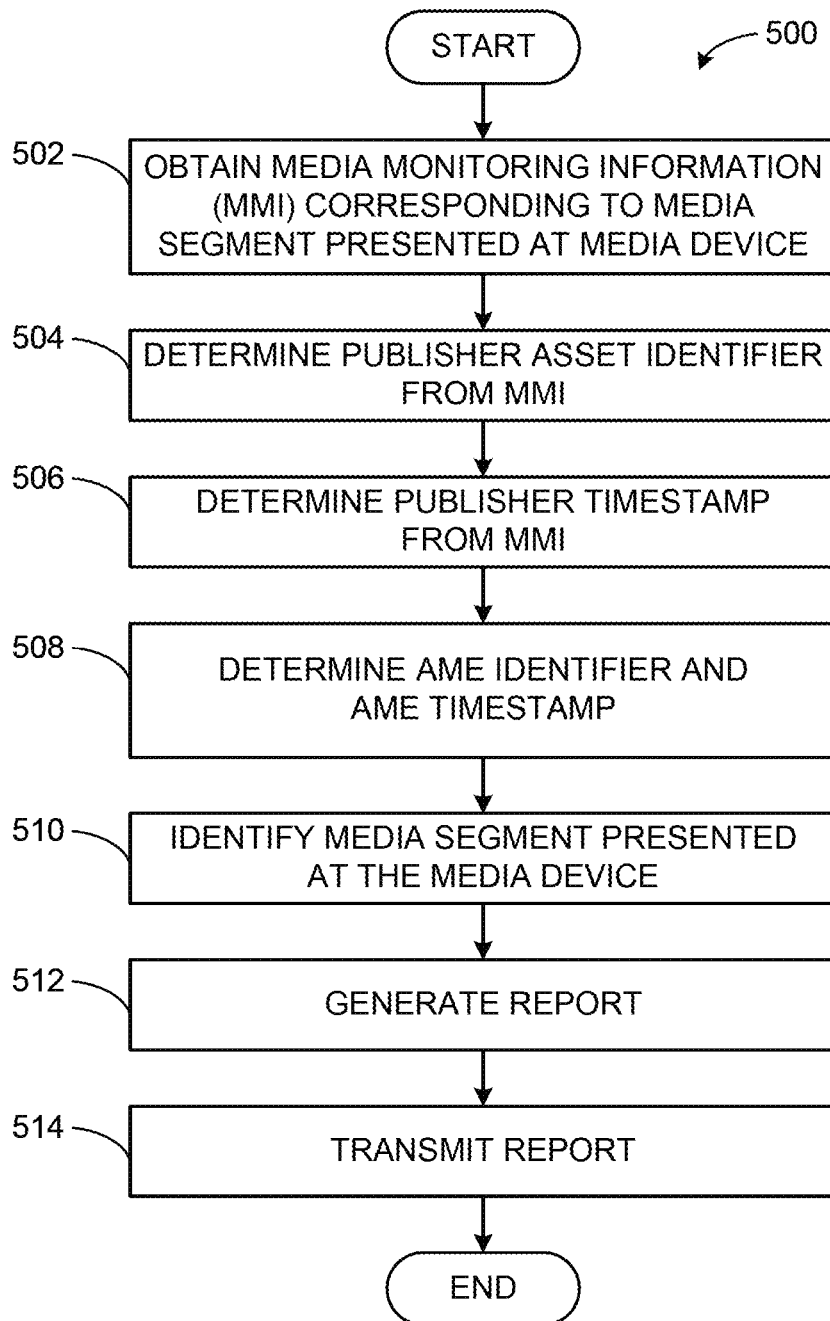 START
500
502
OBTAIN MEDIA MONITORING INFORMATION
(MMI) CORRESPONDING TO MEDIA
SEGMENT PRESENTED AT MEDIA DEVICE
504
DETERMINE PUBLISHER ASSET IDENTIFIER
FROM MMI
506
DETERMINE PUBLISHER TIMESTAMP
FROM MMI
508
DETERMINE AME IDENTIFIER AND
AME TIMESTAMP
510
IDENTIFY MEDIA SEGMENT PRESENTED
AT THE MEDIA DEVICE
512
GENERATE REPORT
514
TRANSMIT REPORT
END